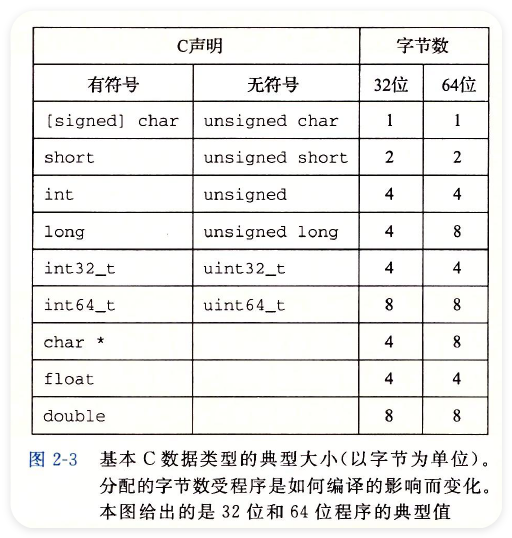 C声明 字节数
有符号 无符号 32位 64位
[signed] char unsigned char 1 1
short unsigned short 2 2
int unsigned 4 4
long unsigned long 4 8
int32_t uint32_t 4 4
int64_t uint64_t 8 8
char * 4 8
float 4 4
double 8 8
图 2-3 基本 C 数据类型的典型大小(以字节为单位)。
分配的字节数受程序是如何编译的影响而变化。
本图给出的是 32 位和 64 位程序的典型值